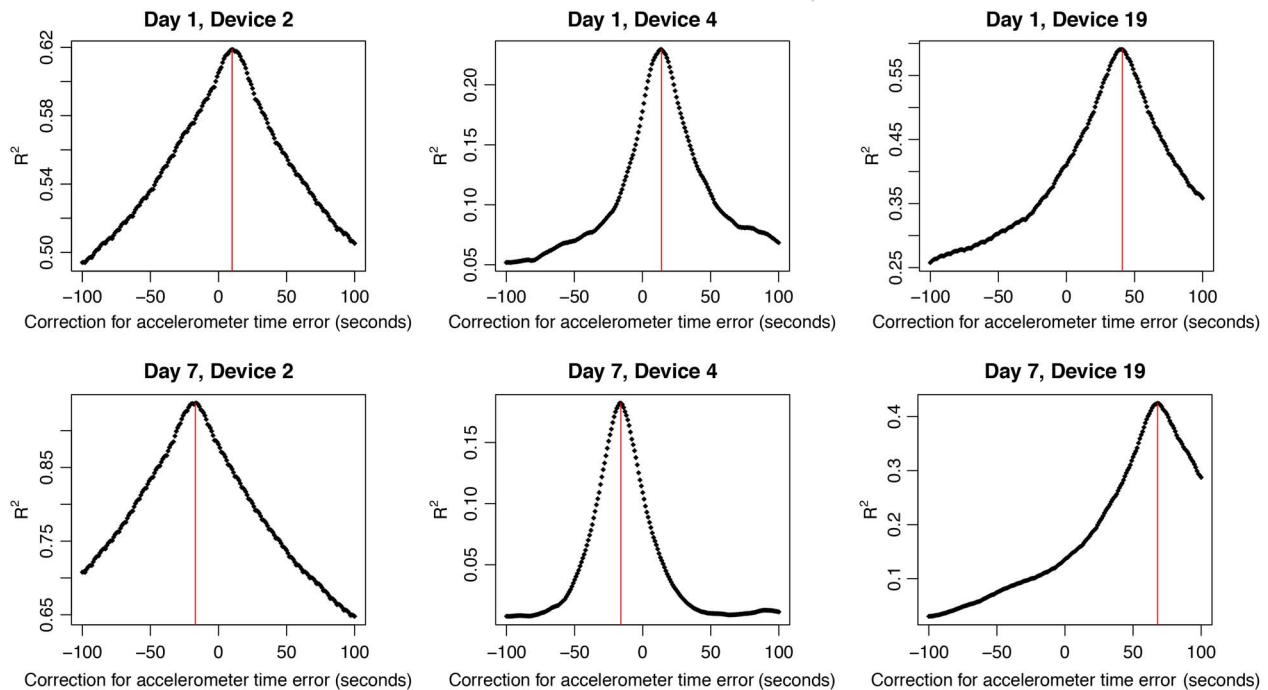 Day 1, Device 2
R2
0.50 0.54 0.58 0.62
−100 −50 0 50 100
Correction for accelerometer time error (seconds)
Day 1, Device 4
R2
0.05 0.10 0.15 0.20
−100 −50 0 50 100
Correction for accelerometer time error (seconds)
Day 1, Device 19
R2
0.25 0.35 0.45 0.55
−100 −50 0 50 100
Correction for accelerometer time error (seconds)
Day 7, Device 2
R2
0.65 0.75 0.85
−100 −50 0 50 100
Correction for accelerometer time error (seconds)
Day 7, Device 4
R2
0.05 0.10 0.15
−100 −50 0 50 100
Correction for accelerometer time error (seconds)
Day 7, Device 19
R2
0.1 0.2 0.3 0.4
−100 −50 0 50 100
Correction for accelerometer time error (seconds)